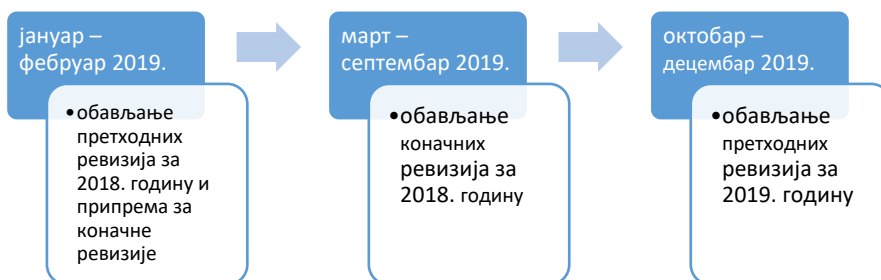 јануар –
фебруар 2019.
•обављање
претходних
ревизија за
2018. годину и
припрема за
коначне
ревизије
март –
септембар 2019.
•обављање
коначних
ревизија за
2018. годину
октобар –
децембар 2019.
•обављање
претходних
ревизија за
2019. годину